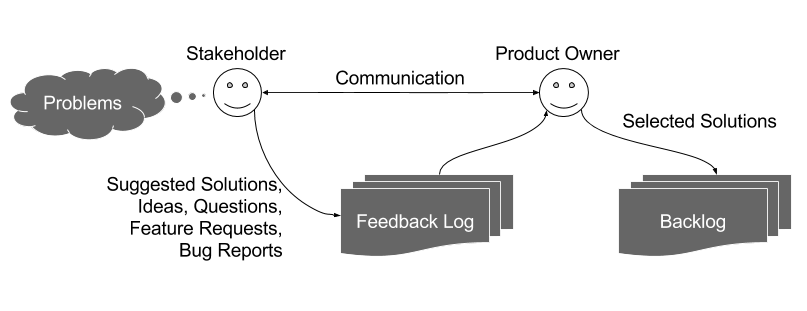 Stakeholder
Product Owner
Problems
Communication
Selected Solutions
Suggested Solutions,
Ideas, Questions,
Feature Requests,
Bug Reports
Feedback Log
Backlog